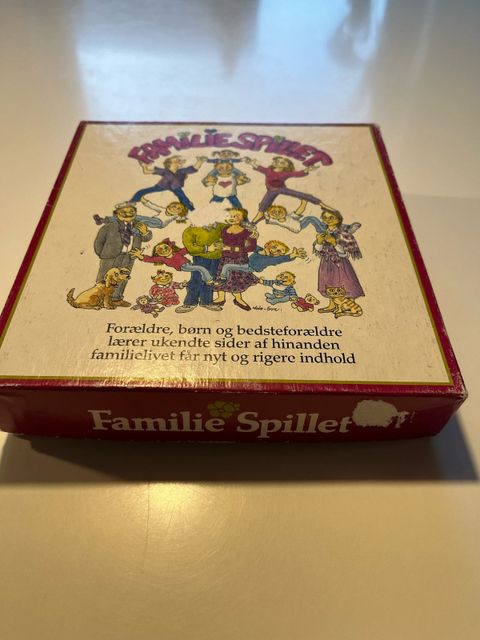 FAMILIE SPILLET
Forældre, børn og bedsteforældre
lærer ukendte sider af hinanden
familielivet får nyt og rigere indhold
Familie Spillet